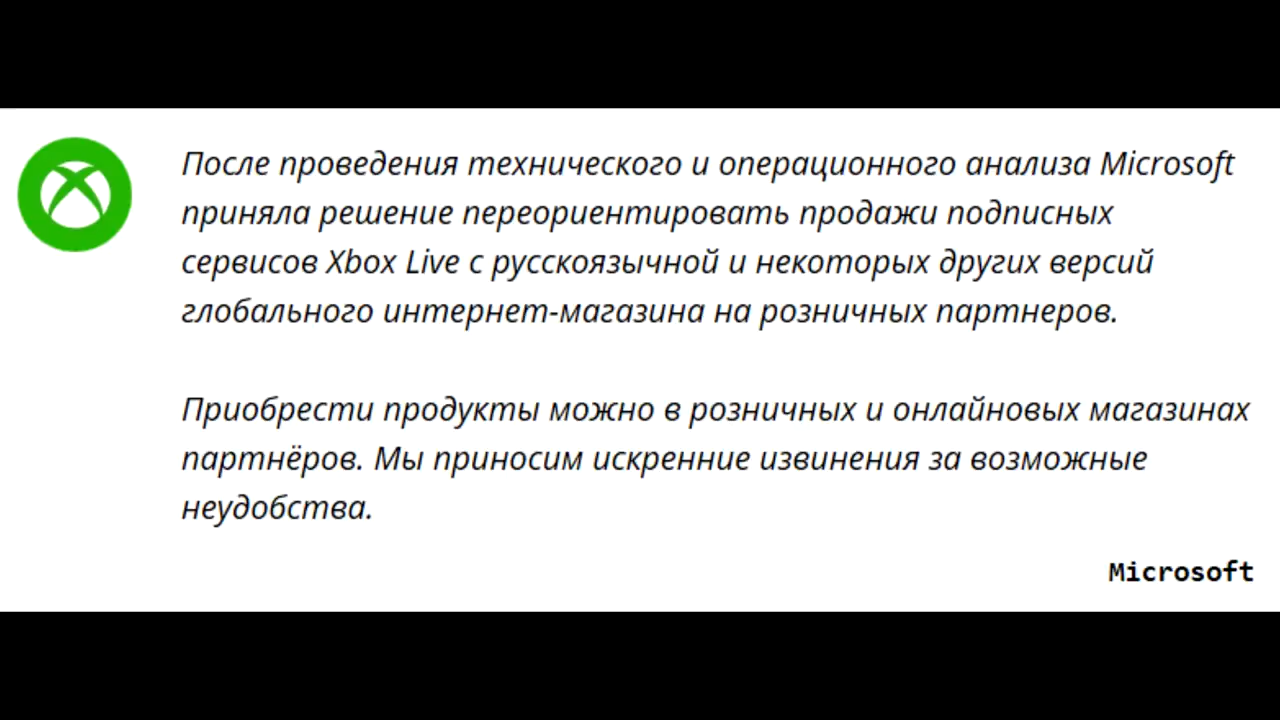 После проведения технического и операционного анализа Microsoft
приняла решение переориентировать продажи подписных
сервисов Xbox Live с русскоязычной и некоторых других версий
глобального интернет-магазина на розничных партнеров.
Приобрести продукты можно в розничных и онлайновых магазинах
партнёров. Мы приносим искренние извинения за возможные
неудобства.
Microsoft